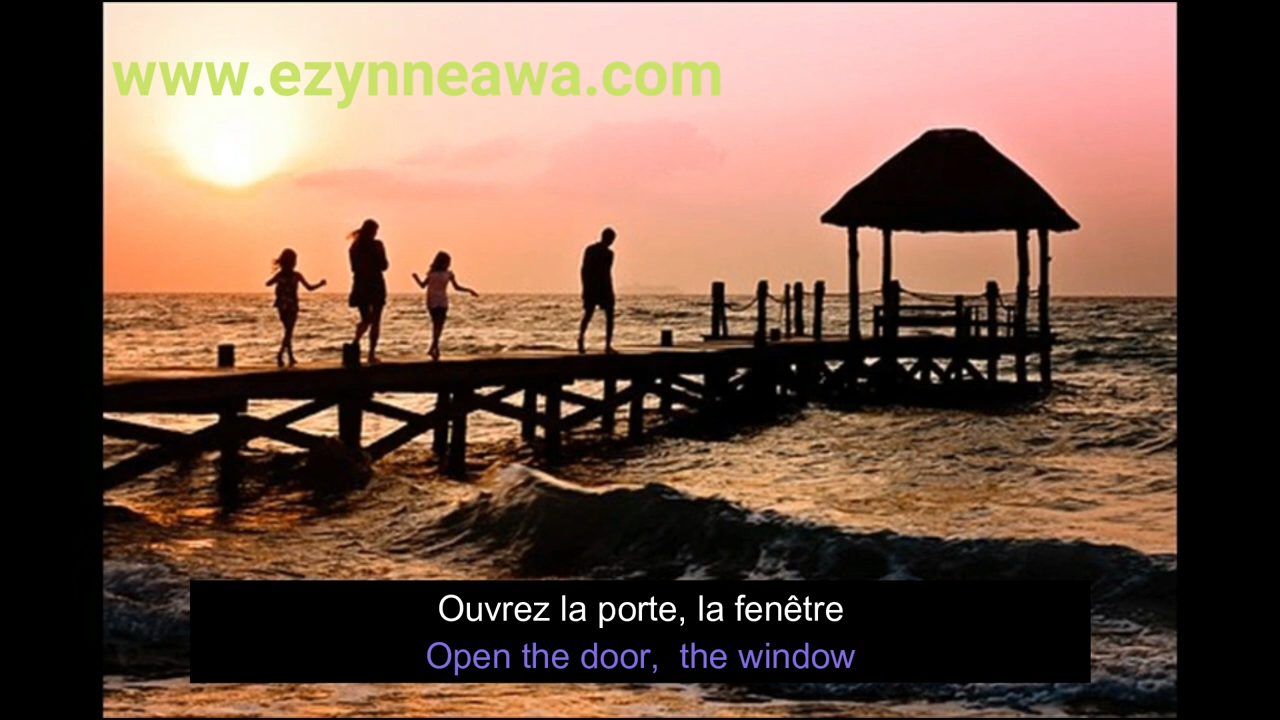 www.ezynneawa.com
Ouvrez la porte, la fenêtre
Open the door,  the window